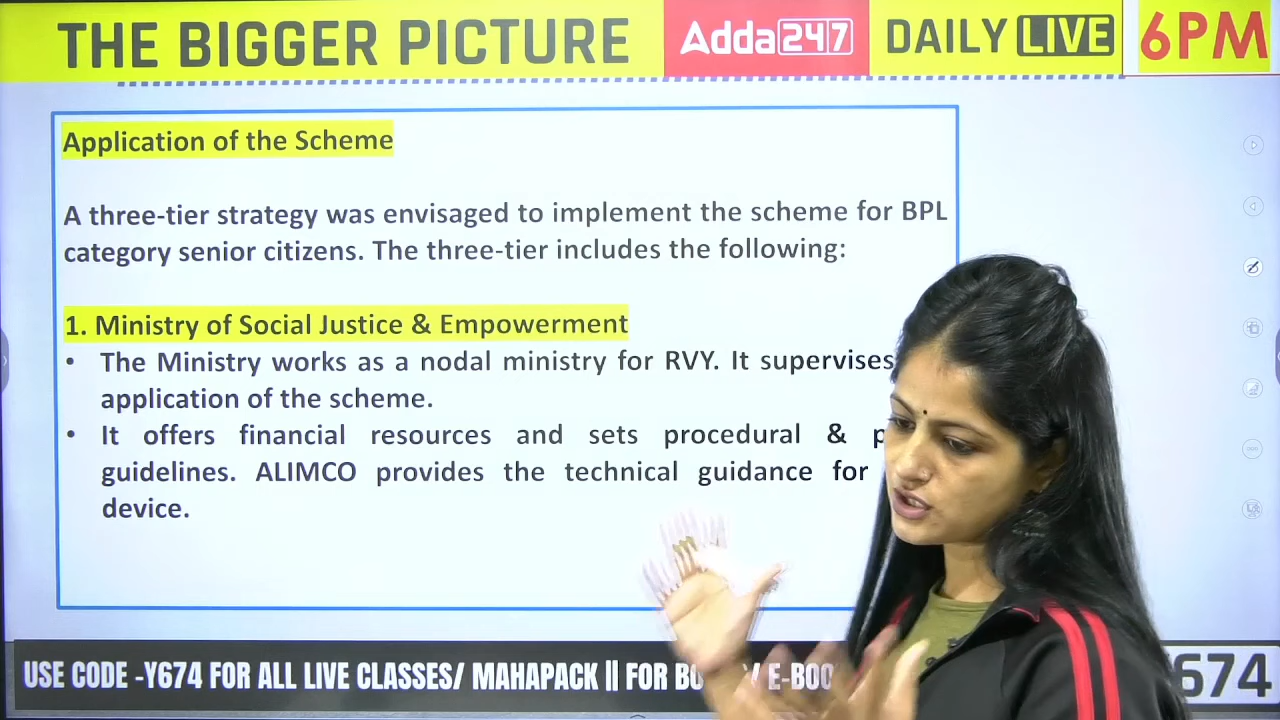 THE BIGGER PICTURE
Adda247
DAILY LIVE
6PM
Application of the Scheme
A three-tier strategy was envisaged to implement the scheme for BPL
category senior citizens. The three-tier includes the following:
1. Ministry of Social Justice & Empowerment
• The Ministry works as a nodal ministry for RVY. It supervises
application of the scheme.
• It offers financial resources and sets procedural &
guidelines. ALIMCO provides the technical guidance for
device.
USE CODE -Y674 FOR ALL LIVE CLASSES/ MAHAPACK || FOR
674